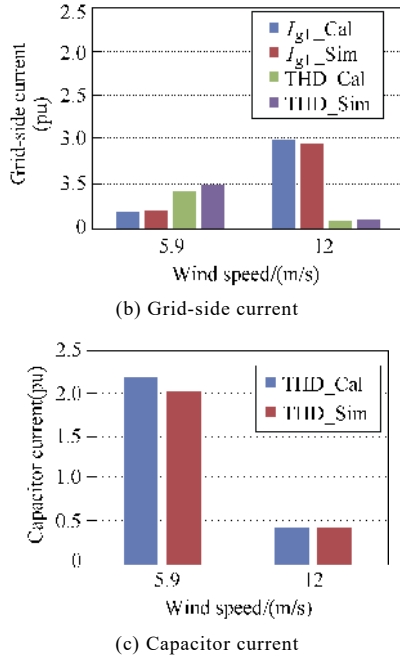 2.5
2.0
2.5
3.0
3.5
0
Grid-side current
(pu)
Ig1_Cal
Ig1_Sim
THD_Cal
THD_Sim
5.9
12
Wind speed/(m/s)
(b) Grid-side current
2.5
2.0
1.5
1.0
0.5
0
Capacitor current(pu)
THD_Cal
THD_Sim
5.9
12
Wind speed/(m/s)
(c) Capacitor current